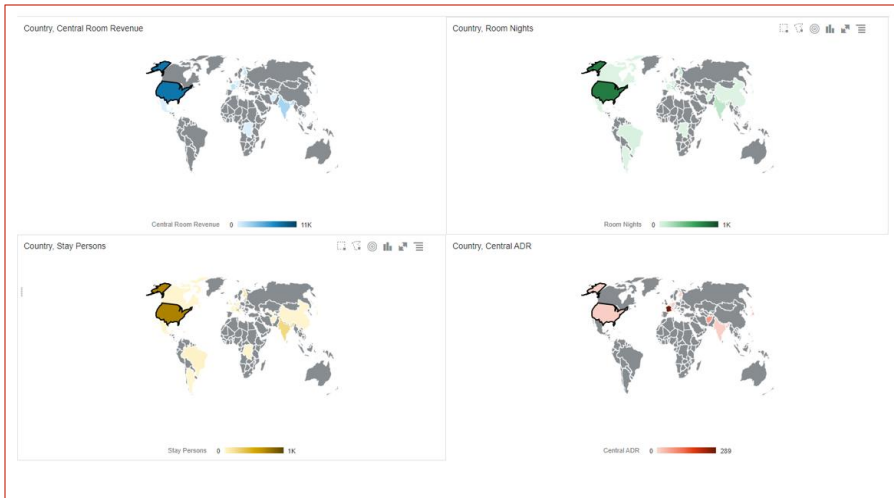 Country, Central Room Revenue
Central Room Revenue 0 11K
Country, Room Nights
Room Nights 0 1K
Country, Stay Persons
Stay Persons 0 1K
Country, Central ADR
Central ADR 0 289